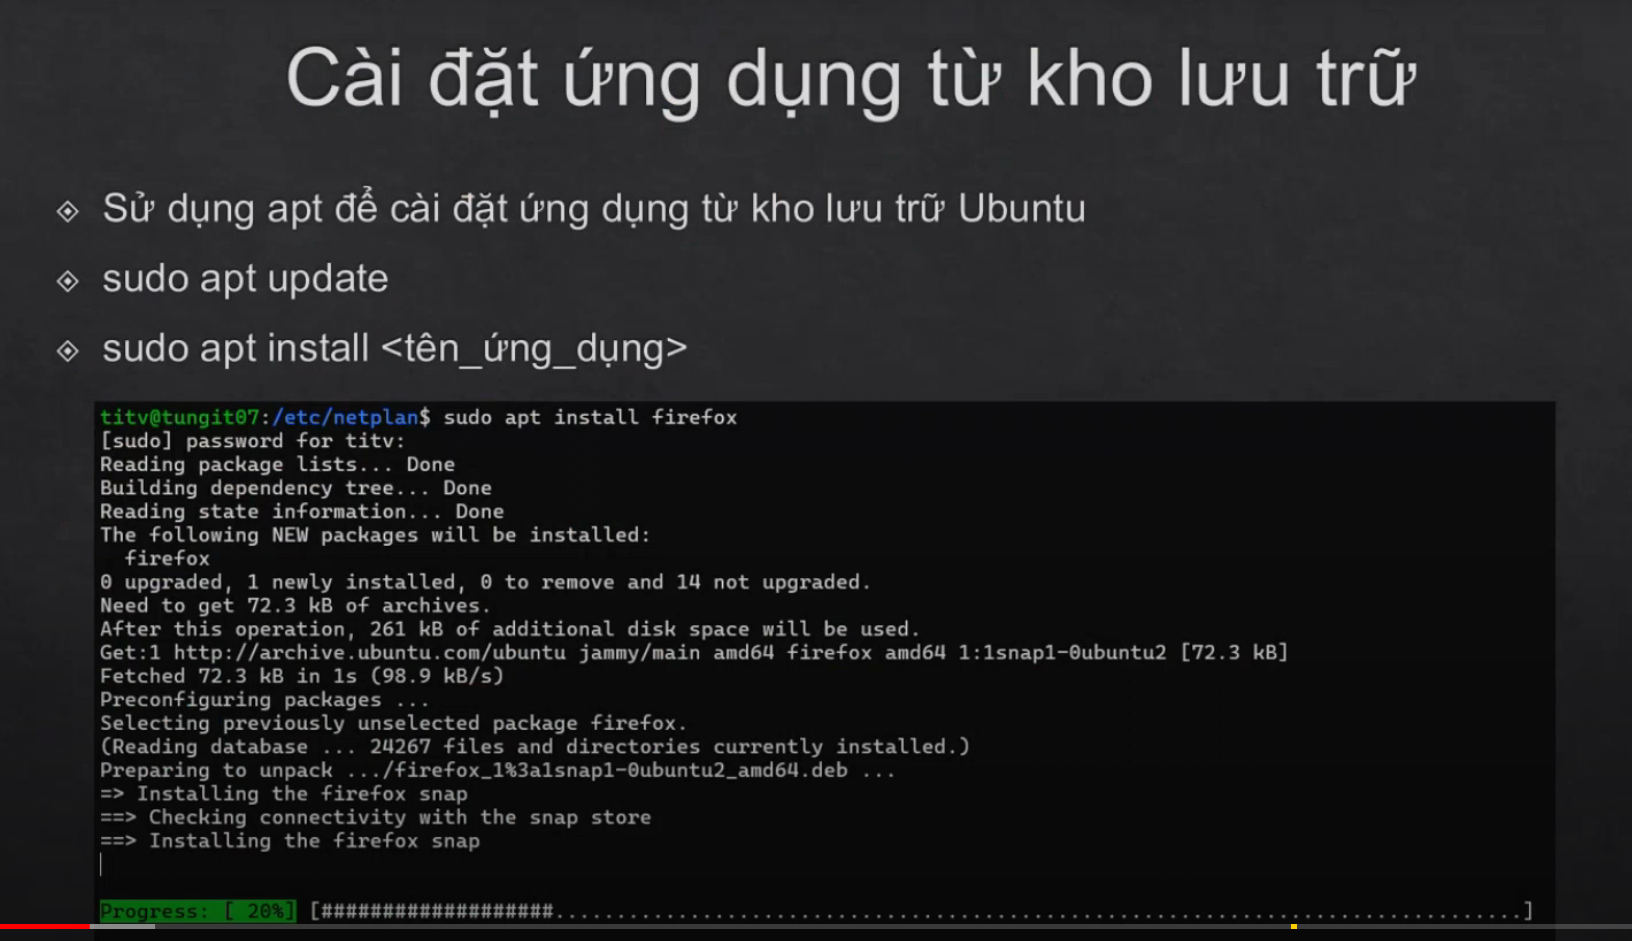 Cài đặt ứng dụng từ kho lưu trữ
Sử dụng apt để cài đặt ứng dụng từ kho lưu trữ Ubuntu
sudo apt update
sudo apt install <tên_ứng_dụng>
titv@tungit07:/etc/netplan$ sudo apt install firefox
[sudo] password for titv:
Reading package lists... Done
Building dependency tree... Done
Reading state information... Done
The following NEW packages will be installed:
  firefox
0 upgraded, 1 newly installed, 0 to remove and 14 not upgraded.
Need to get 72.3 kB of archives.
After this operation, 261 kB of additional disk space will be used.
Get:1 http://archive.ubuntu.com/ubuntu jammy/main amd64 firefox amd64 1:1snap1-0ubuntu2 [72.3 kB]
Fetched 72.3 kB in 1s (98.9 kB/s)
Preconfiguring packages ...
Selecting previously unselected package firefox.
(Reading database ... 24267 files and directories currently installed.)
Preparing to unpack .../firefox_1%3a1snap1-0ubuntu2_amd64.deb ...
=> Installing the firefox snap
==> Checking connectivity with the snap store
==> Installing the firefox snap
Progress: [ 20%] [###################...............................................................................]